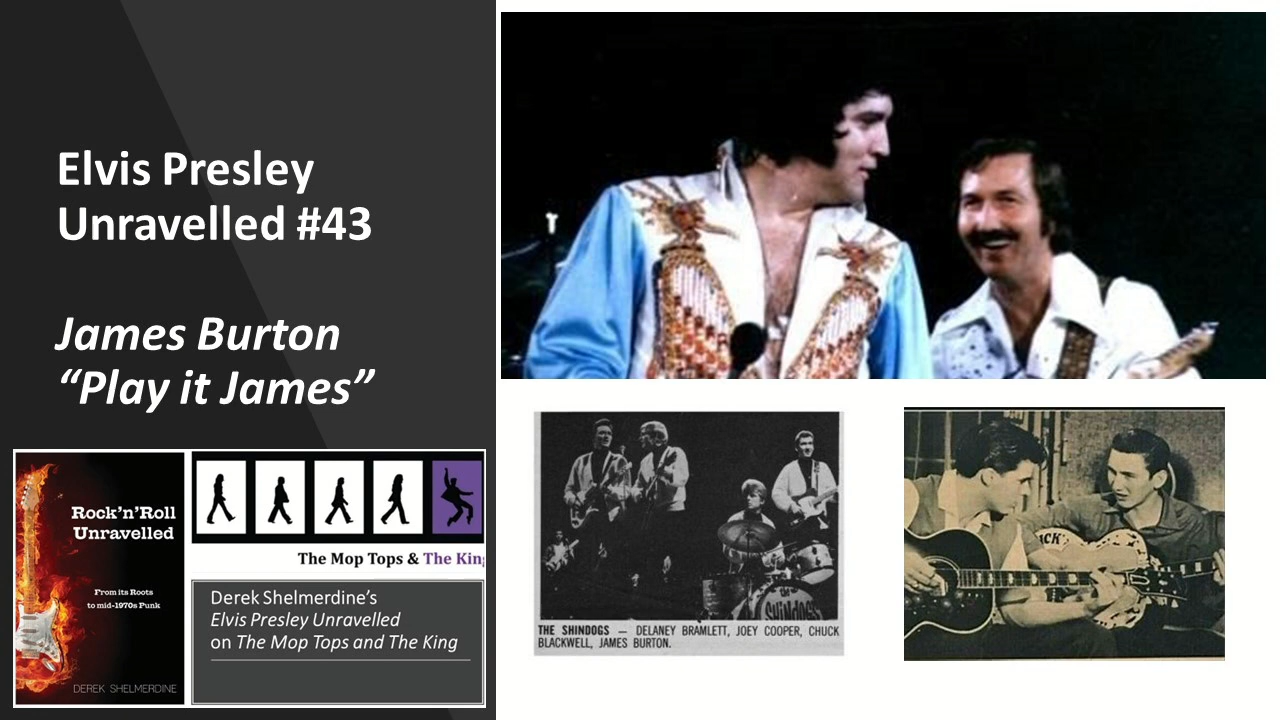 Elvis Presley
Unravelled #43
James Burton
“Play it James”
Rock’n’Roll
Unravelled
From its Roots
to mid-1970s Punk
DEREK SHELMERDINE
The Mop Tops & The King
Derek Shelmerdine’s
Elvis Presley Unravelled
on The Mop Tops and The King
THE SHINDOGS
THE SHINDOGS — DELANEY BRAMLETT, JOEY COOPER, CHUCK
BLACKWELL, JAMES BURTON.